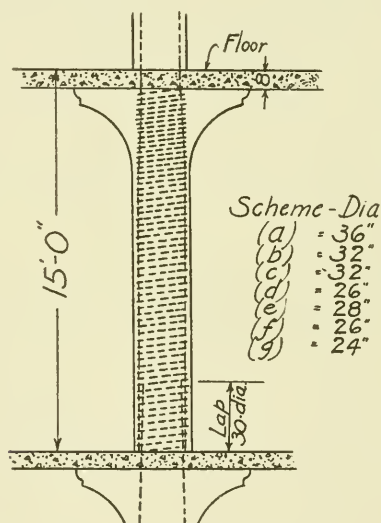 Floor
8"
15'-0"
Scheme - Dia
(a) = 36"
(b) = 32"
(c) = 32"
(d) = 26"
(e) = 28"
(f) = 26"
(g) = 24"
Lap
30-dia.